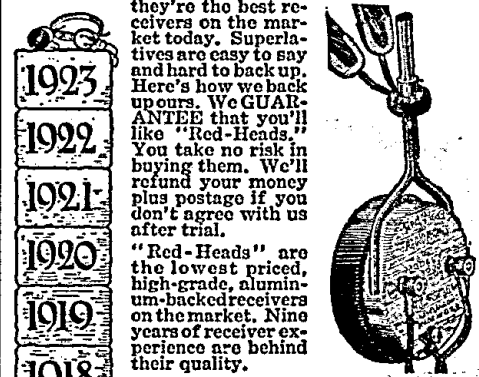 1923
1922
1921
1920
1919
1918
they're the best re-
ceivers on the mar-
ket today. Superla-
tives are easy to say
and hard to back up.
Here's how we back
up ours. We GUAR-
ANTEE that you'll
like "Red-Heads."
You take no risk in
buying them. We'll
refund your money
plus postage if you
don't agree with us
after trial.
"Red-Heads" are
the lowest priced,
high-grade, alumin-
um-backed receivers
on the market. Nine
years of receiver ex-
perience are behind
their quality.